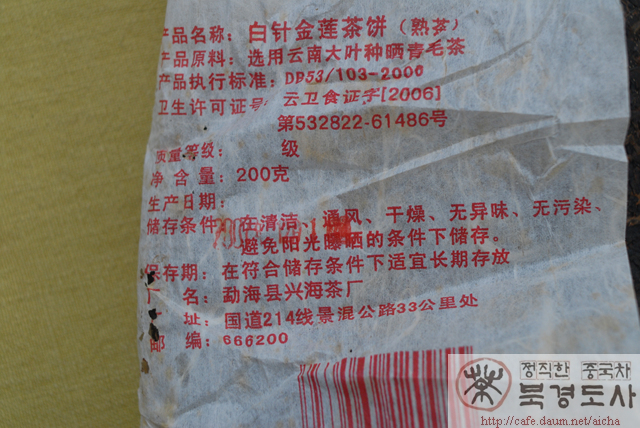 产品名称: 白针金莲茶饼(熟茶)
产品原料: 选用云南大叶种晒青毛茶
产品执行标准: DB53/103-2000
卫生许可证号: 云卫食证字[2006]
第532822-61486号
质量等级: 级
净 含 量: 200克
生产日期:
储存条件: 在清洁、通风、干燥、无异味、无污染、
避免阳光曝晒的条件下储存。
保存期: 在符合储存条件下适宜长期存放
厂 名: 勐海县兴海茶厂
址: 国道214线景混公路33公里处
邮 编: 666200
정직한 중국차
북경도사
http://cafe.daum.net/aicha